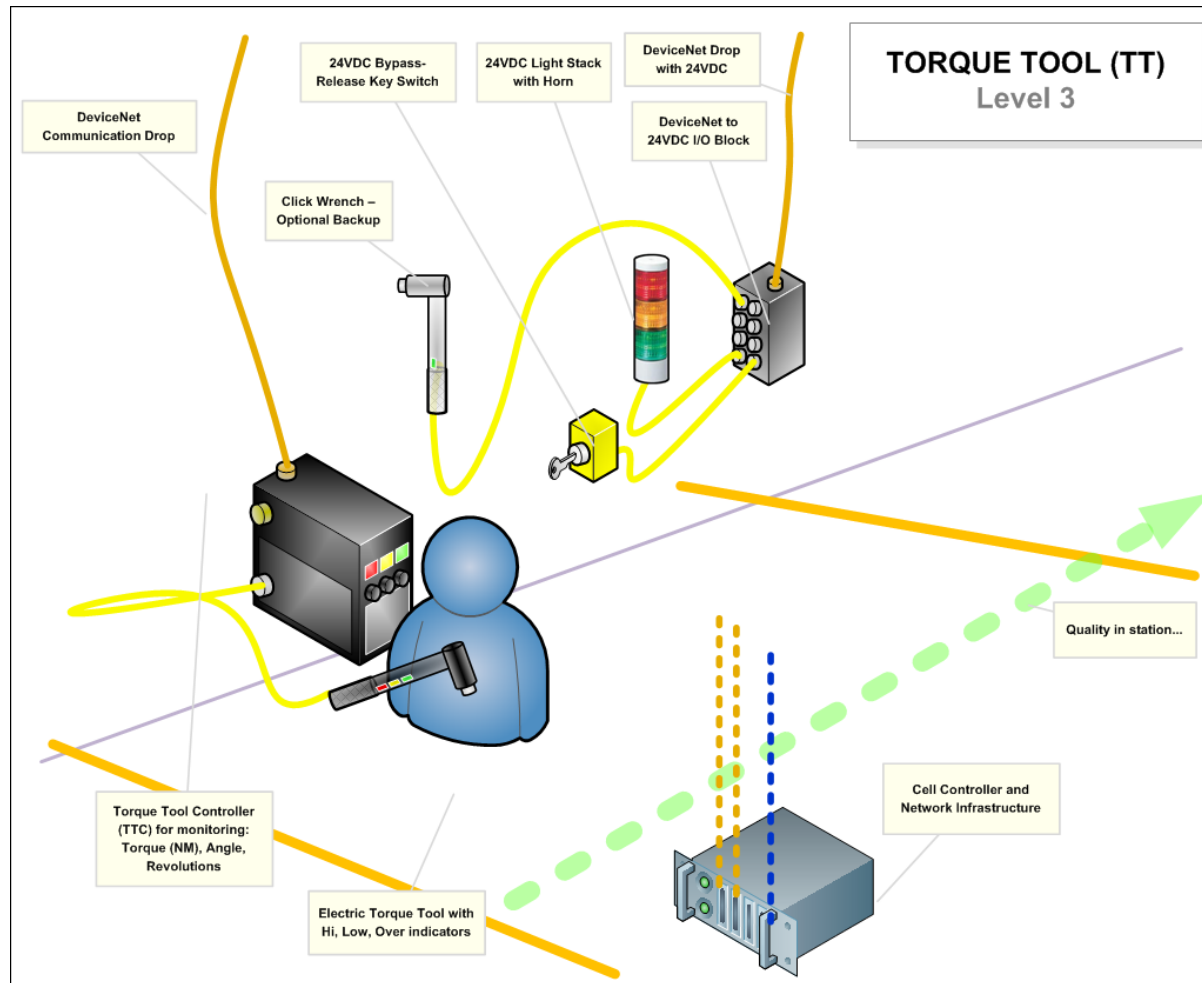 TORQUE TOOL (TT)
Level 3
24VDC Bypass-
Release Key Switch
24VDC Light Stack
with Horn
DeviceNet Drop
with 24VDC
DeviceNet
Communication Drop
DeviceNet to
24VDC I/O Block
Click Wrench –
Optional Backup
Quality in station...
Torque Tool Controller
(TTC) for monitoring:
Torque (NM), Angle,
Revolutions
Cell Controller and
Network Infrastructure
Electric Torque Tool with
Hi, Low, Over indicators